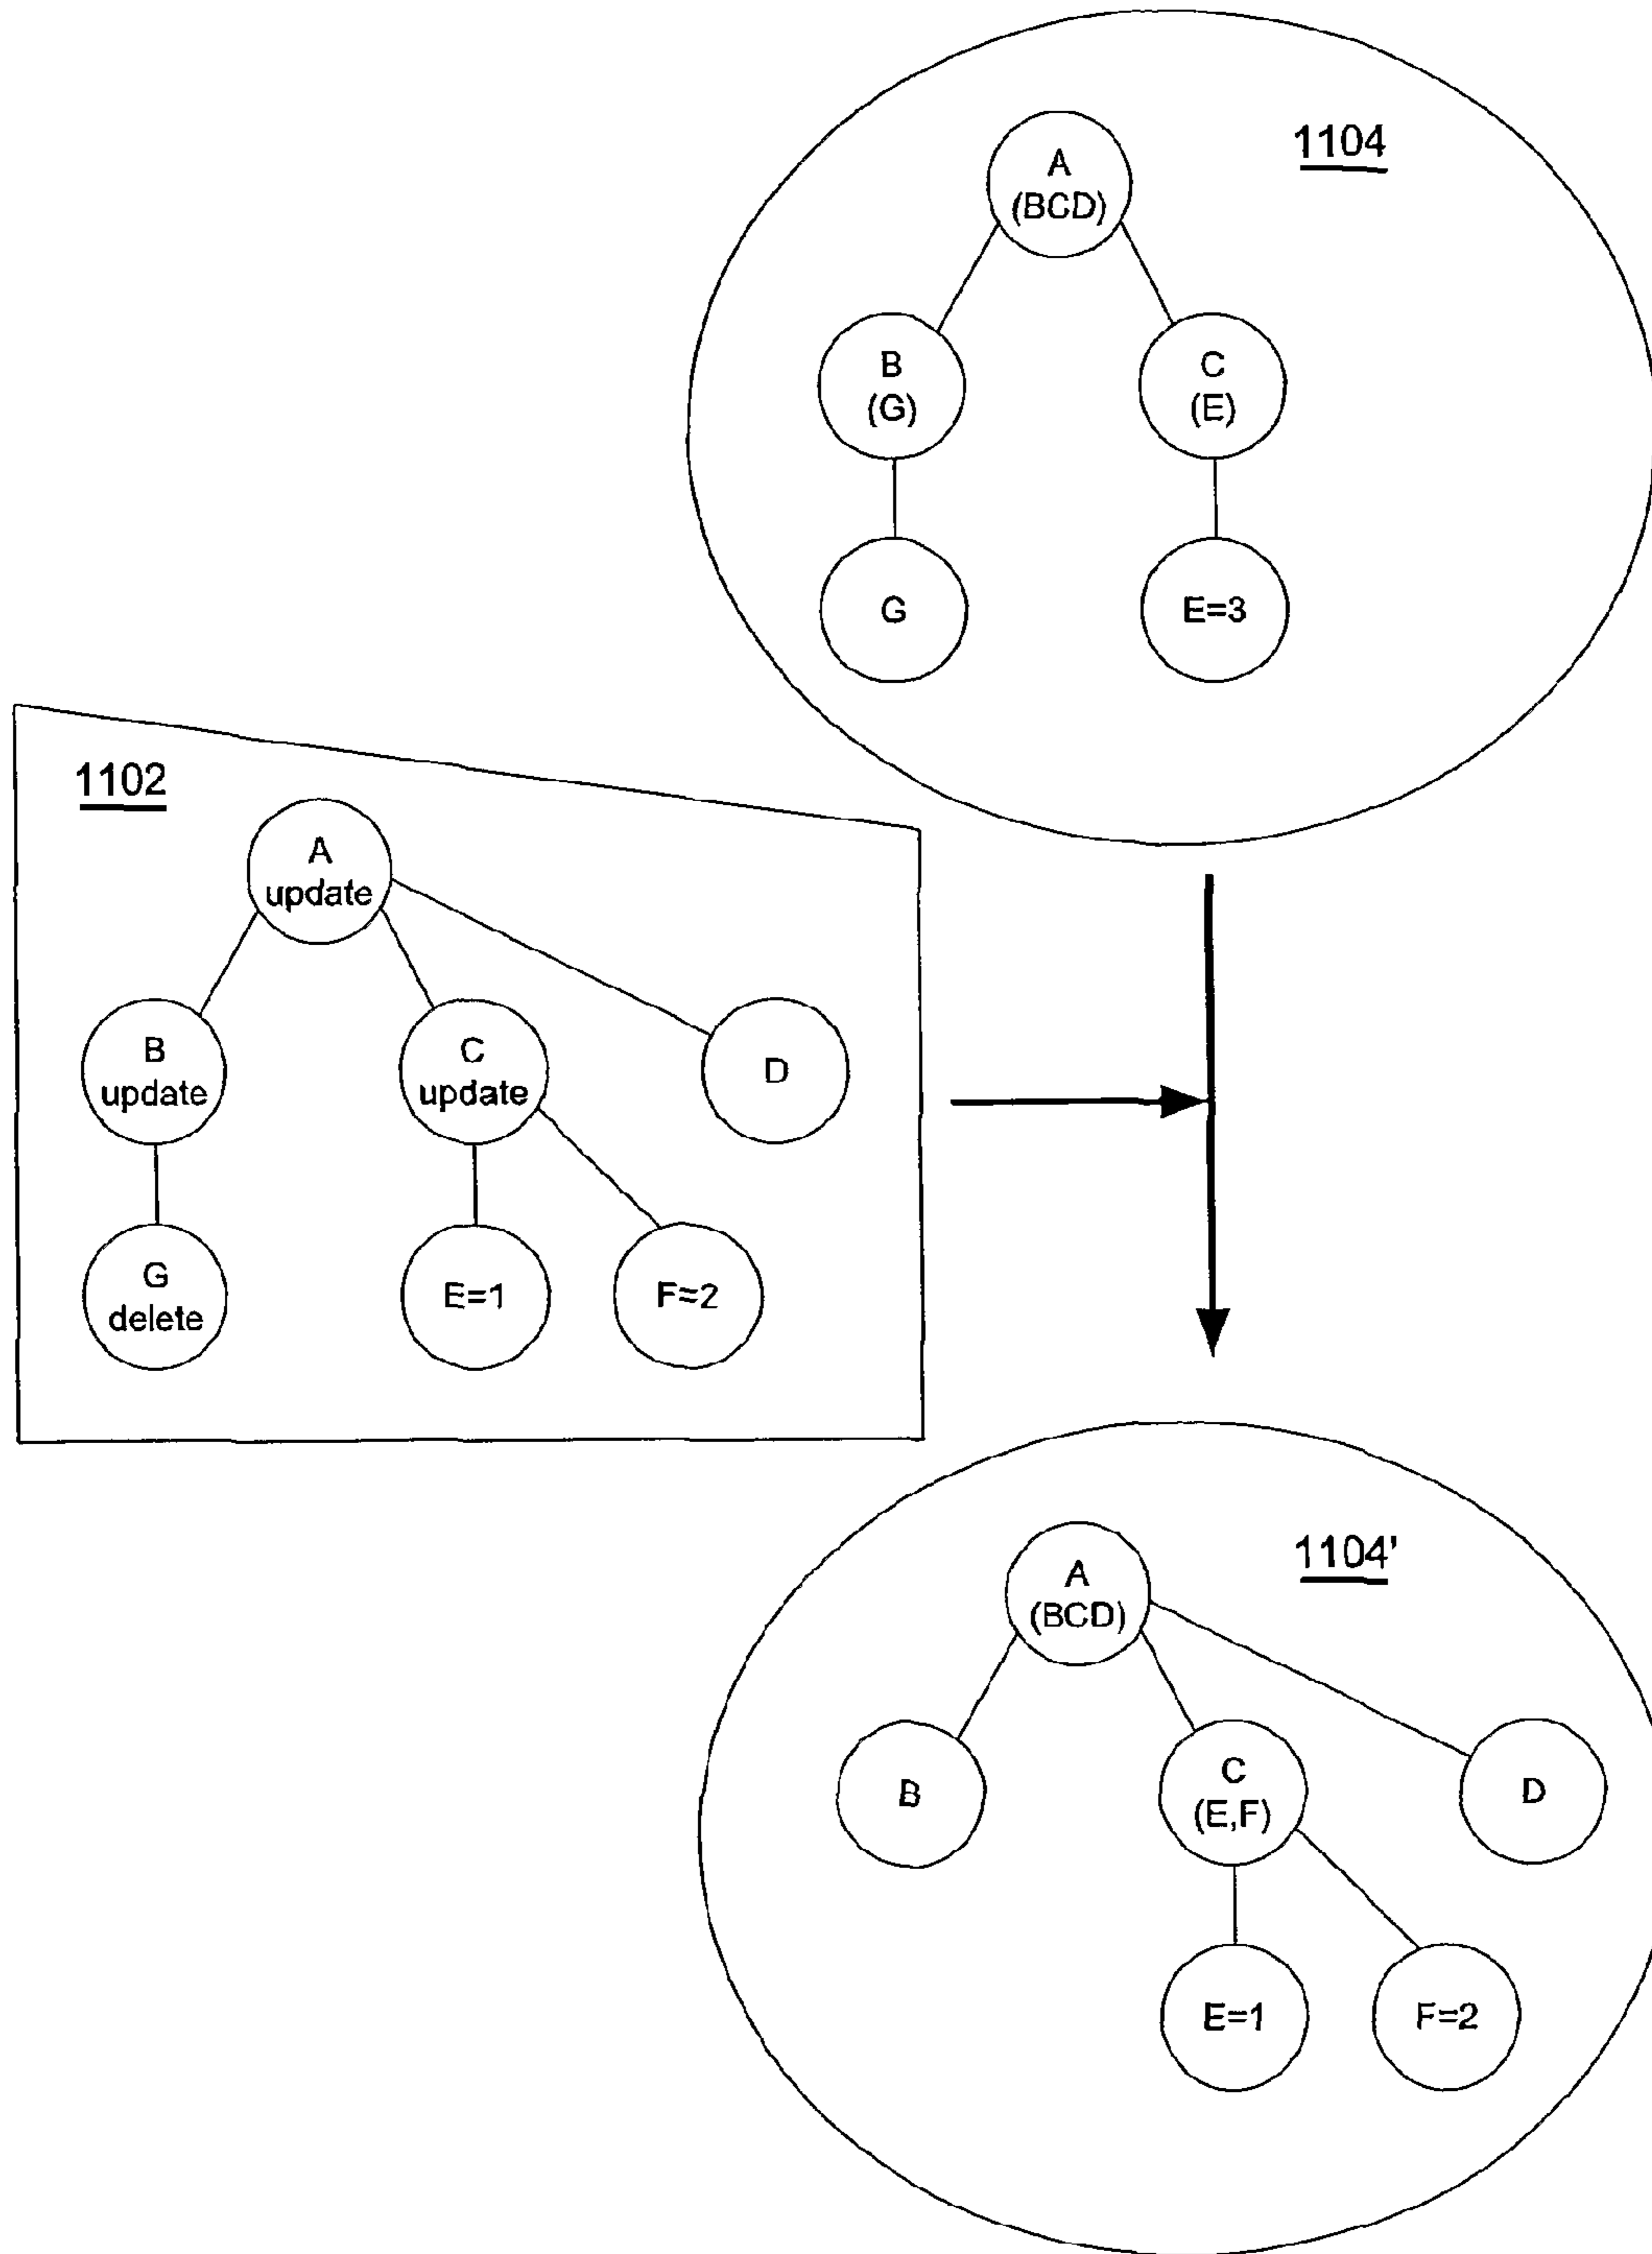 1104
A
(BCD)
B
(G)
C
(E)
G
E=3
1102
A
update
B
update
C
update
D
G
delete
E=1
F=2
1104'
A
(BCD)
B
C
(E,F)
D
E=1
F=2